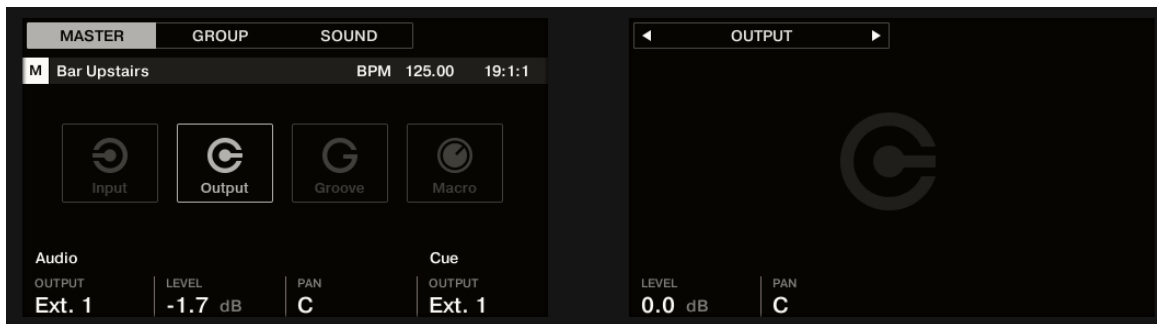 MASTER GROUP SOUND
M Bar Upstairs BPM 125.00 19:1:1
Input Output Groove Macro
Audio Cue
OUTPUT LEVEL PAN OUTPUT
Ext. 1 -1.7 dB C Ext. 1
OUTPUT
LEVEL PAN
0.0 dB C